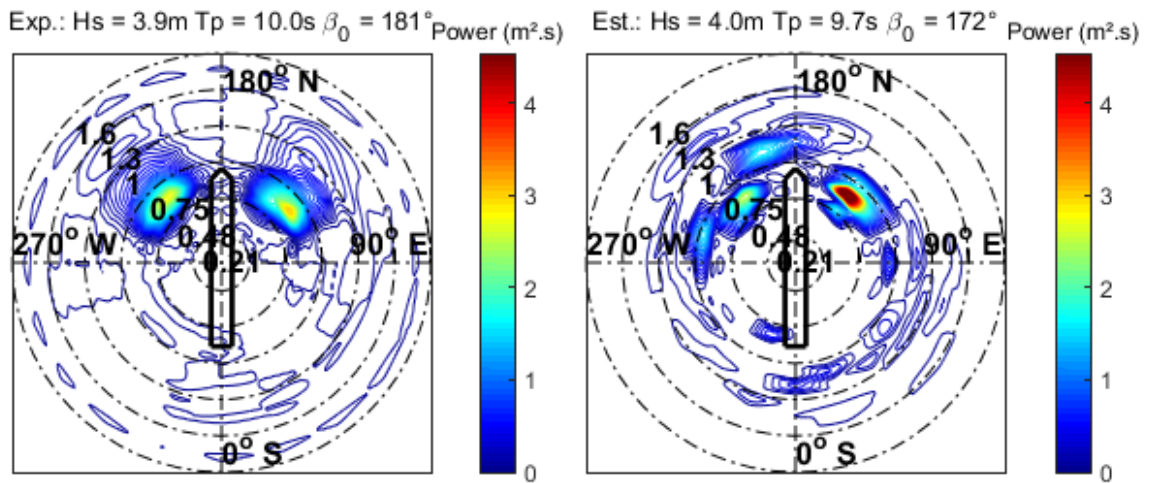 Exp.: Hs = 3.9m Tp = 10.0s β0 = 181°
Power (m².s)
180° N
1.6
1.3
1
0.75
0.48
0.21
270° W
90° E
0° S
4
3
2
1
0
Est.: Hs = 4.0m Tp = 9.7s β0 = 172°
Power (m².s)
180° N
1.6
1.3
1
0.75
0.48
0.21
270° W
90° E
0° S
4
3
2
1
0